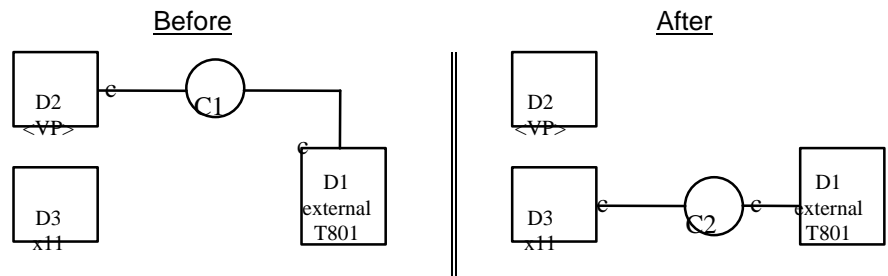 Before
D2
<VP>
c
C1
c
D1
external
T801
D3
x11
After
D2
<VP>
D3
x11
c
C2
c
D1
external
T801